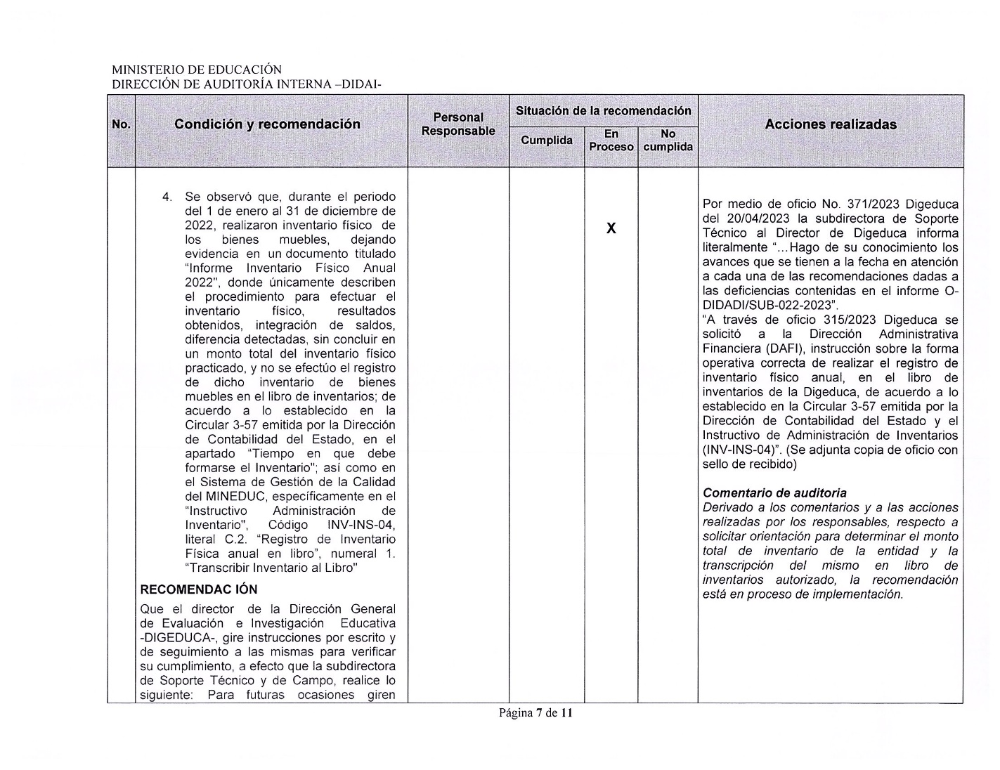 MINISTERIO DE EDUCACIÓN
DIRECCIÓN DE AUDITORÍA INTERNA –DIDAI-
No.
Condición y recomendación
Personal
Responsable
Situación de la recomendación
Cumplida
En
Proceso
No
cumplida
Acciones realizadas
4. Se observó que, durante el periodo
del 1 de enero al 31 de diciembre de
2022, realizaron inventario físico de
los bienes muebles, dejando
evidencia en un documento titulado
“Informe Inventario Físico Anual
2022”, donde únicamente describen
el procedimiento para efectuar el
inventario físico, resultados
obtenidos, integración de saldos,
diferencia detectadas, sin concluir en
un monto total del inventario físico
practicado, y no se efectúo el registro
de dicho inventario de bienes
muebles en el libro de inventarios; de
acuerdo a lo establecido en la
Circular 3-57 emitida por la Dirección
de Contabilidad del Estado, en el
apartado “Tiempo en que debe
formarse el Inventario”; así como en
el Sistema de Gestión de la Calidad
del MINEDUC, específicamente en el
“Instructivo Administración de
Inventario”, Código INV-INS-04,
literal C.2. “Registro de Inventario
Física anual en libro”, numeral 1.
“Transcribir Inventario al Libro”
RECOMENDAC IÓN
Que el director de la Dirección General
de Evaluación e Investigación Educativa
-DIGEDUCA-, gire instrucciones por escrito y
de seguimiento a las mismas para verificar
su cumplimiento, a efecto que la subdirectora
de Soporte Técnico y de Campo, realice lo
siguiente: Para futuras ocasiones giren
X
Por medio de oficio No. 371/2023 Digeduca
del 20/04/2023 la subdirectora de Soporte
Técnico al Director de Digeduca informa
literalmente “…Hago de su conocimiento los
avances que se tienen a la fecha en atención
a cada una de las recomendaciones dadas a
las deficiencias contenidas en el informe O-
DIDADI/SUB-022-2023”.
“A través de oficio 315/2023 Digeduca se
solicitó a la Dirección Administrativa
Financiera (DAFI), instrucción sobre la forma
operativa correcta de realizar el registro de
inventario físico anual, en el libro de
inventarios de la Digeduca, de acuerdo a lo
establecido en la Circular 3-57 emitida por la
Dirección de Contabilidad del Estado y el
Instructivo de Administración de Inventarios
(INV-INS-04)”. (Se adjunta copia de oficio con
sello de recibido)
Comentario de auditoria
Derivado a los comentarios y a las acciones
realizadas por los responsables, respecto a
solicitar orientación para determinar el monto
total de inventario de la entidad y la
transcripción del mismo en libro de
inventarios autorizado, la recomendación
está en proceso de implementación.
Página 7 de 11